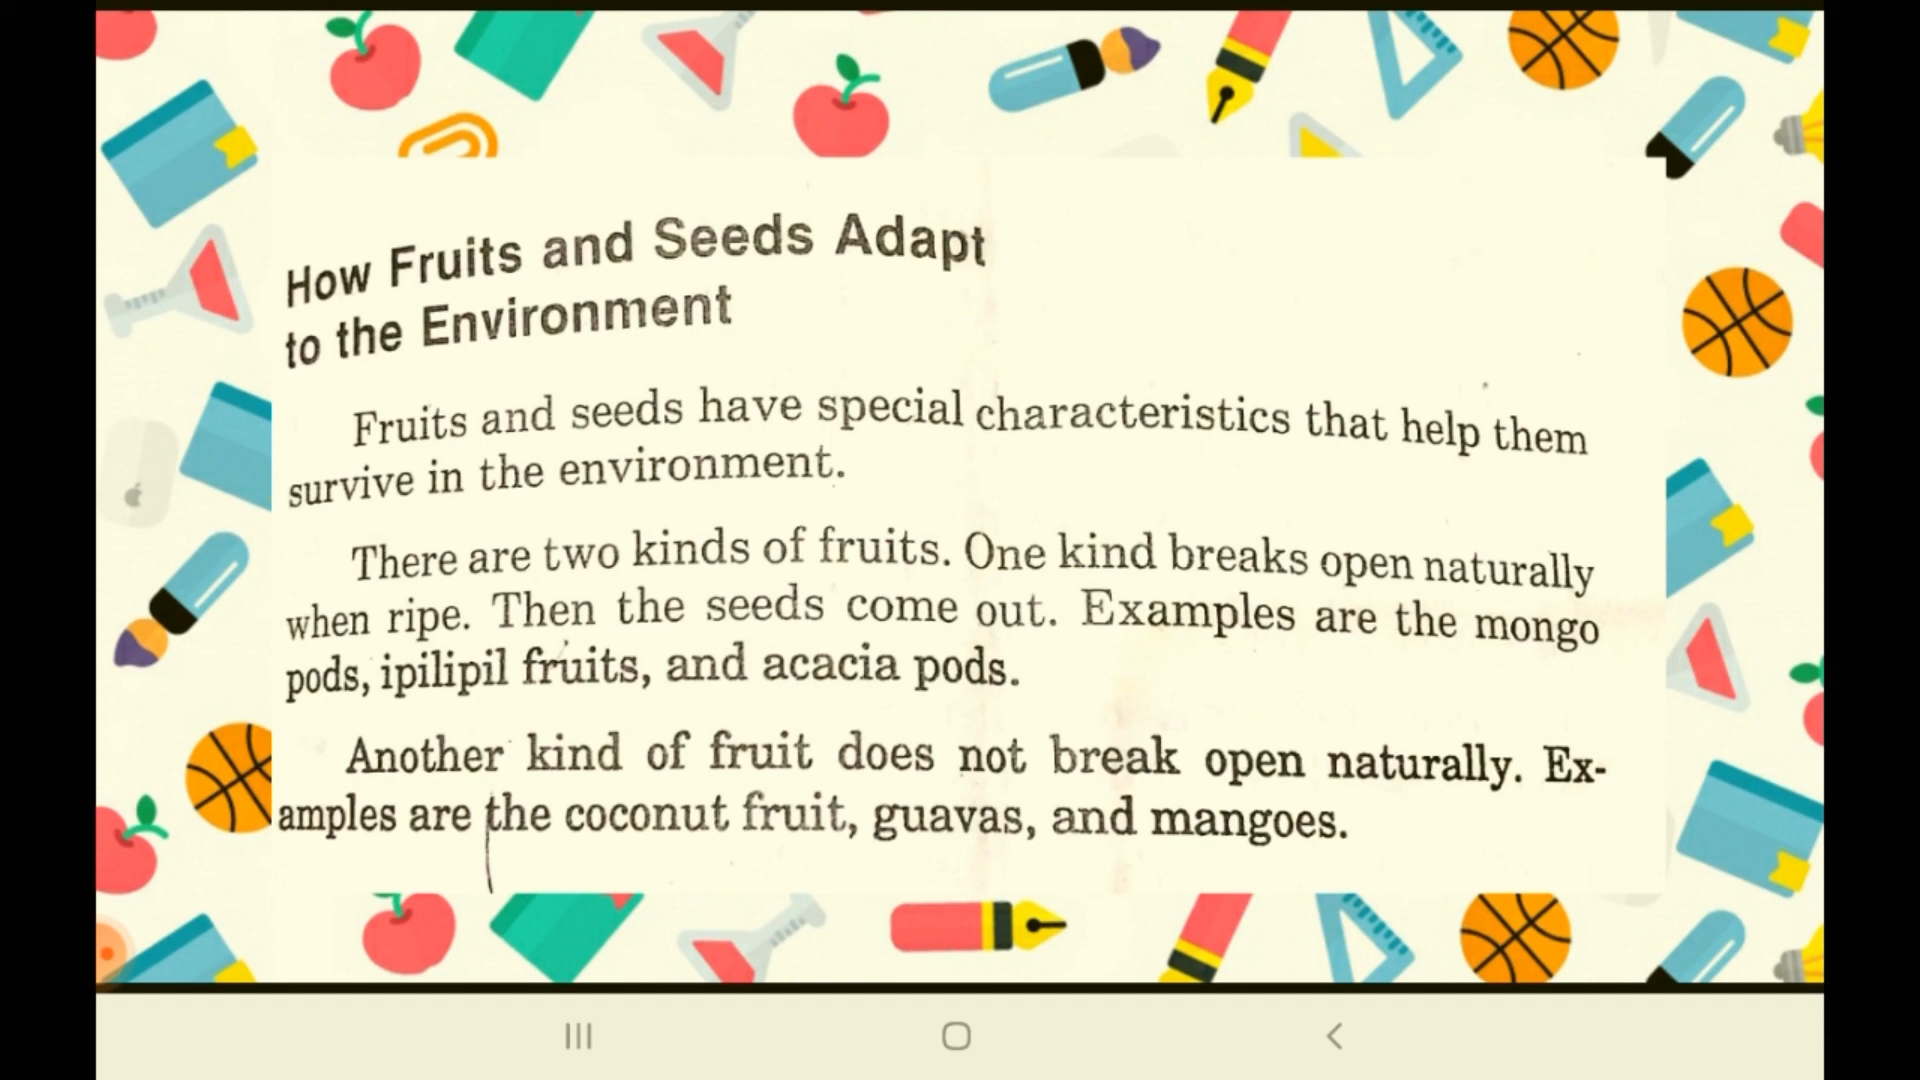 How Fruits and Seeds Adapt
to the Environment
Fruits and seeds have special characteristics that help them
survive in the environment.
There are two kinds of fruits. One kind breaks open naturally
when ripe. Then the seeds come out. Examples are the mongo
pods, ipilipil fruits, and acacia pods.
Another kind of fruit does not break open naturally. Ex-
amples are the coconut fruit, guavas, and mangoes.